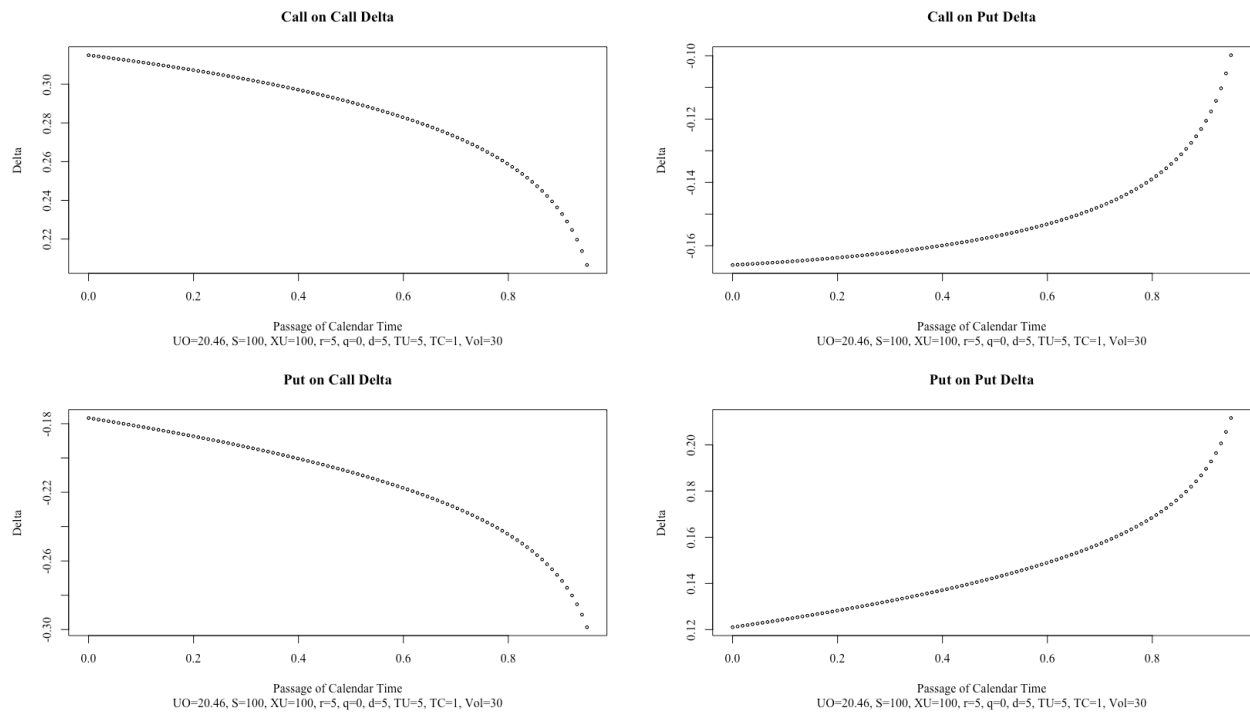 Call on Call Delta
Delta
0.22 0.24 0.26 0.28 0.30
0.0 0.2 0.4 0.6 0.8
Passage of Calendar Time
UO=20.46, S=100, XU=100, r=5, q=0, d=5, TU=5, TC=1, Vol=30
Call on Put Delta
Delta
-0.16 -0.14 -0.12 -0.10
0.0 0.2 0.4 0.6 0.8
Passage of Calendar Time
UO=20.46, S=100, XU=100, r=5, q=0, d=5, TU=5, TC=1, Vol=30
Put on Call Delta
Delta
-0.30 -0.26 -0.22 -0.18
0.0 0.2 0.4 0.6 0.8
Passage of Calendar Time
UO=20.46, S=100, XU=100, r=5, q=0, d=5, TU=5, TC=1, Vol=30
Put on Put Delta
Delta
0.12 0.14 0.16 0.18 0.20
0.0 0.2 0.4 0.6 0.8
Passage of Calendar Time
UO=20.46, S=100, XU=100, r=5, q=0, d=5, TU=5, TC=1, Vol=30